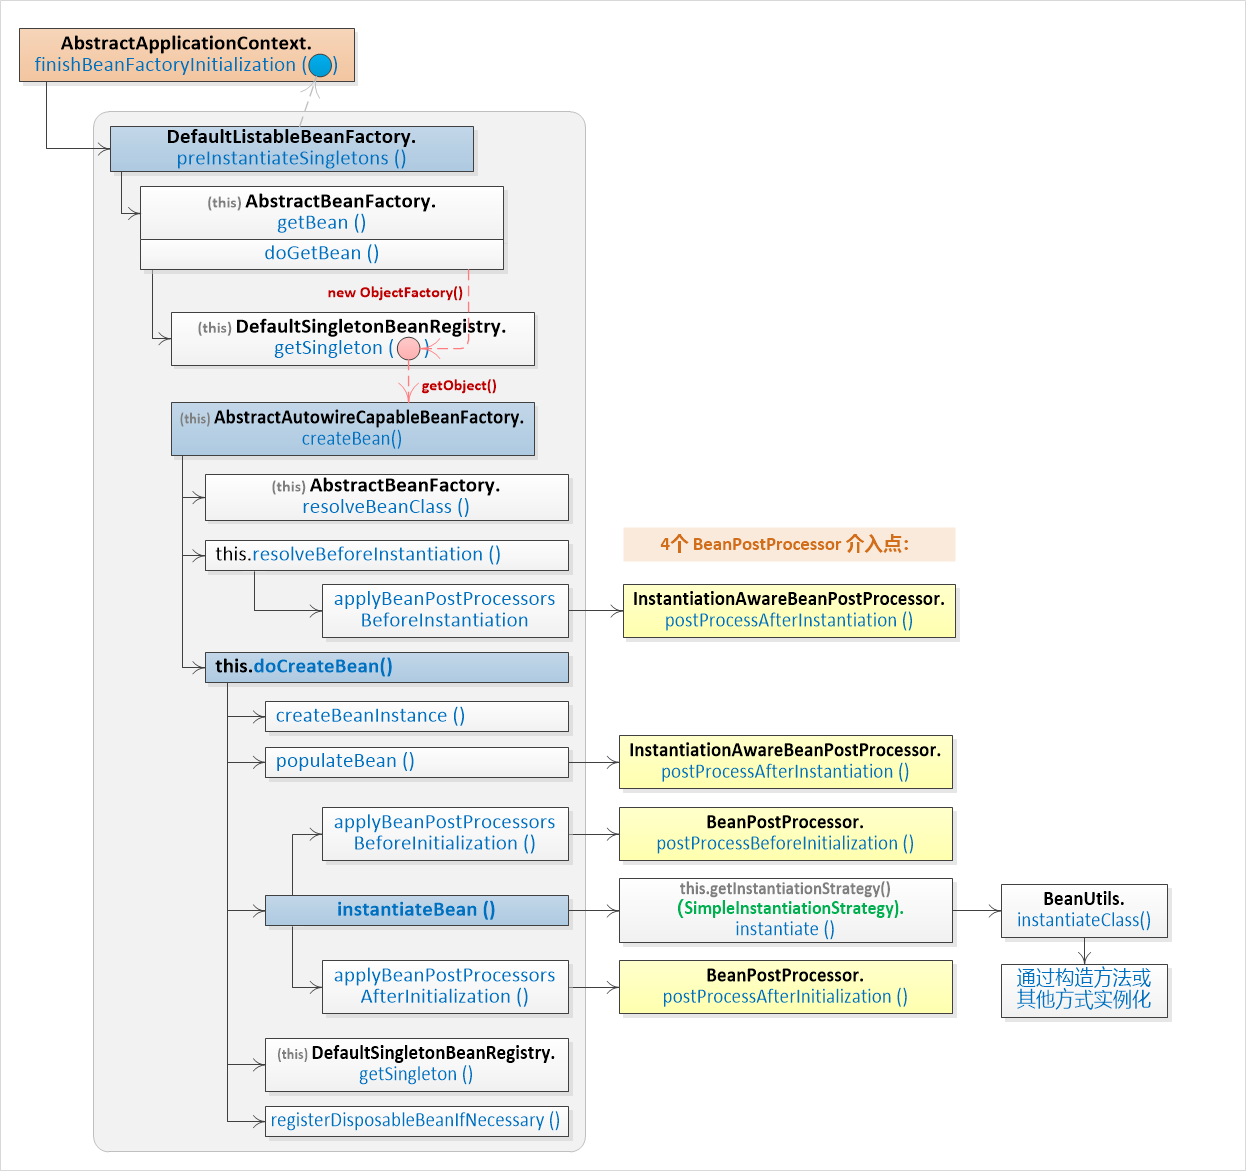 AbstractApplicationContext.
finishBeanFactoryInitialization ( )
DefaultListableBeanFactory.
preInstantiateSingletons ()
(this) AbstractBeanFactory.
getBean ()
doGetBean ()
new ObjectFactory()
(this) DefaultSingletonBeanRegistry.
getSingleton ( )
getObject()
(this) AbstractAutowireCapableBeanFactory.
createBean()
(this) AbstractBeanFactory.
resolveBeanClass ()
this.resolveBeforeInstantiation ()
4个 BeanPostProcessor 介入点:
applyBeanPostProcessors
BeforeInstantiation
InstantiationAwareBeanPostProcessor.
postProcessAfterInstantiation ()
this.doCreateBean()
createBeanInstance ()
populateBean ()
InstantiationAwareBeanPostProcessor.
postProcessAfterInstantiation ()
applyBeanPostProcessors
BeforeInitialization ()
BeanPostProcessor.
postProcessBeforeInitialization ()
instantiateBean ()
this.getInstantiationStrategy()
(SimpleInstantiationStrategy).
instantiate ()
BeanUtils.
instantiateClass()
applyBeanPostProcessors
AfterInitialization ()
BeanPostProcessor.
postProcessAfterInitialization ()
通过构造方法或
其他方式实例化
(this) DefaultSingletonBeanRegistry.
getSingleton ()
registerDisposableBeanIfNecessary ()